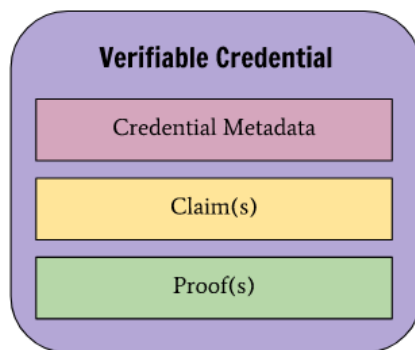 Verifiable Credential
Credential Metadata
Claim(s)
Proof(s)